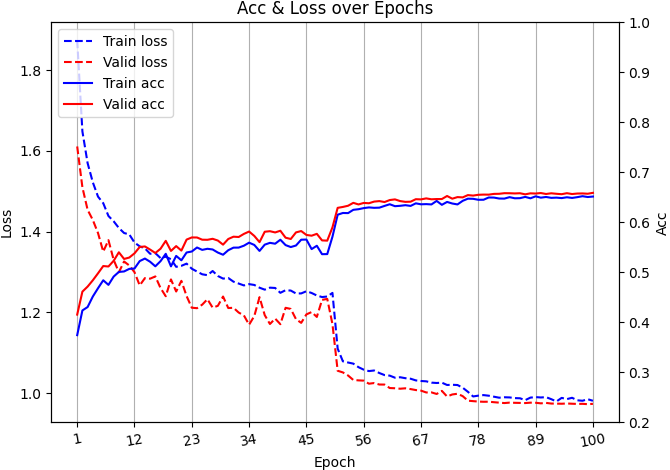 Acc & Loss over Epochs
Train loss
Valid loss
Train acc
Valid acc
Loss
1.8
1.6
1.4
1.2
1.0
1.0
0.9
0.8
0.7
0.6
0.5
0.4
0.3
0.2
Acc
1 12 23 34 45 56 67 78 89 100
Epoch